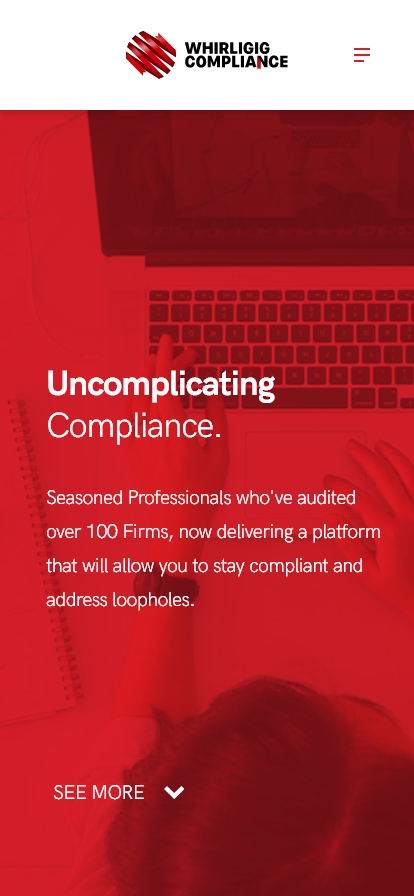 WHIRLIGIG
COMPLIANCE
Uncomplicating
Compliance.
Seasoned Professionals who've audited
over 100 Firms, now delivering a platform
that will allow you to stay compliant and
address loopholes.
SEE MORE